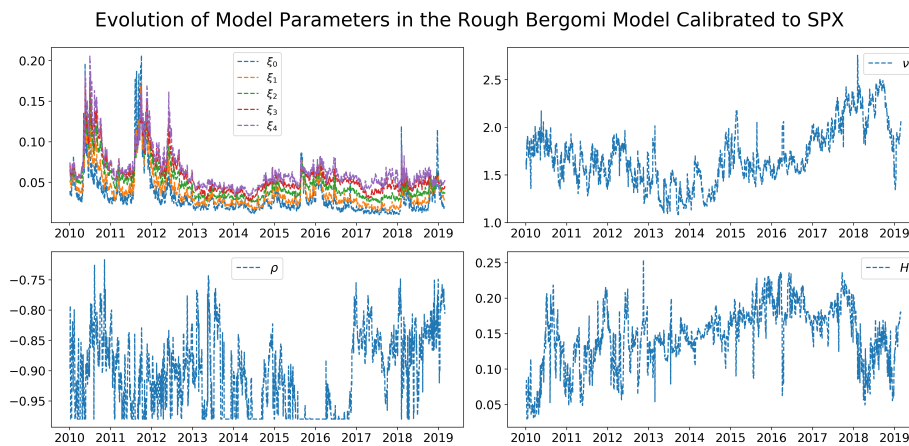 Evolution of Model Parameters in the Rough Bergomi Model Calibrated to SPX
0.20
0.15
0.10
0.05
ξ0
ξ1
ξ2
ξ3
ξ4
2010 2011 2012 2013 2014 2015 2016 2017 2018 2019
2.5
2.0
1.5
1.0
ν
2010 2011 2012 2013 2014 2015 2016 2017 2018 2019
−0.75
−0.80
−0.85
−0.90
−0.95
ρ
2010 2011 2012 2013 2014 2015 2016 2017 2018 2019
0.25
0.20
0.15
0.10
0.05
H
2010 2011 2012 2013 2014 2015 2016 2017 2018 2019